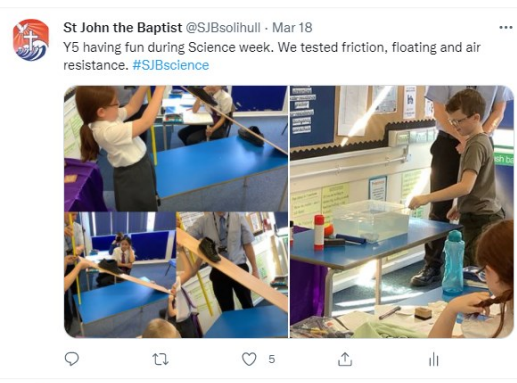 St John the Baptist @SJBsolihull · Mar 18
Y5 having fun during Science week. We tested friction, floating and air
resistance. #SJBscience
5